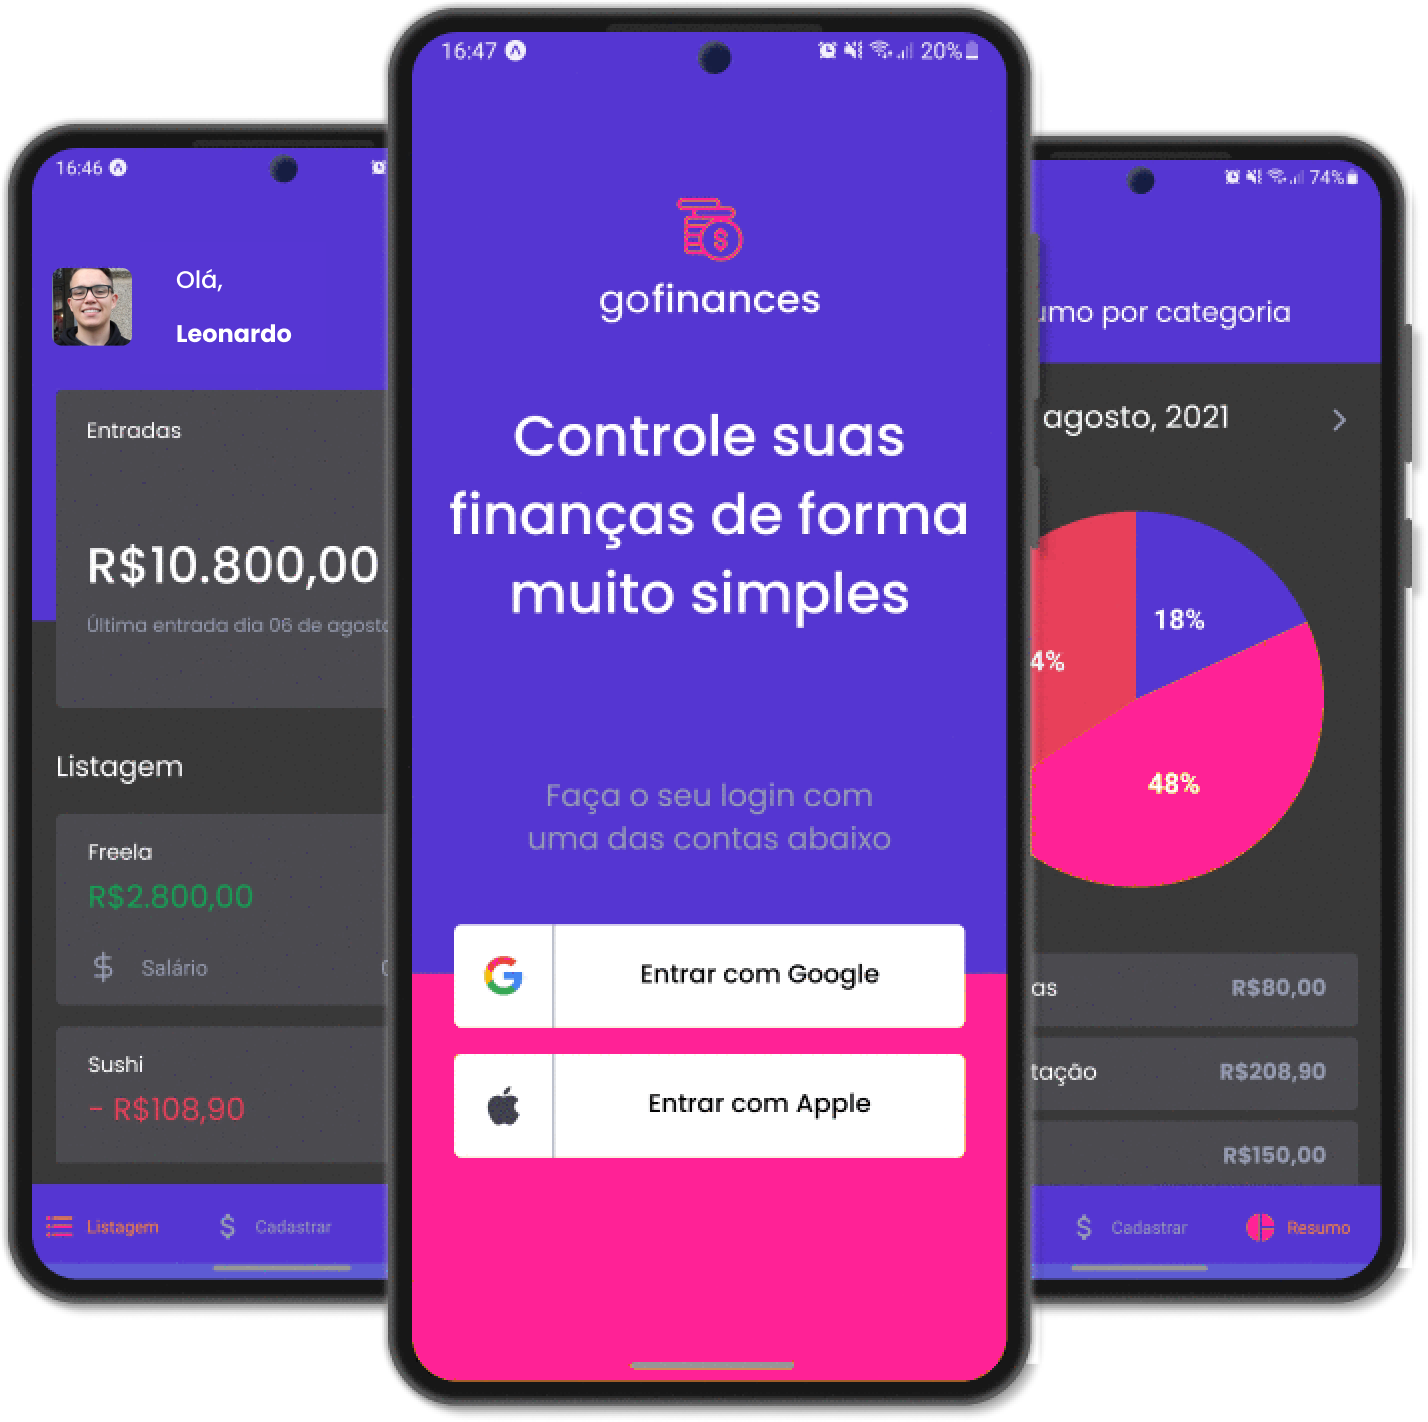 16:46
Olá,
Leonardo
Entradas
R$10.800,00
Última entrada dia 06 de agosto
Listagem
Freela
R$2.800,00
$ Salário
Sushi
- R$108,90
Listagem
$ Cadastrar
16:47
20%
$
gofinances
Controle suas
finanças de forma
muito simples
Faça o seu login com
uma das contas abaixo
G Entrar com Google
Entrar com Apple
74%
umo por categoria
agosto, 2021
18%
4%
48%
as R$80,00
tação R$208,90
R$150,00
$ Cadastrar
Resumo